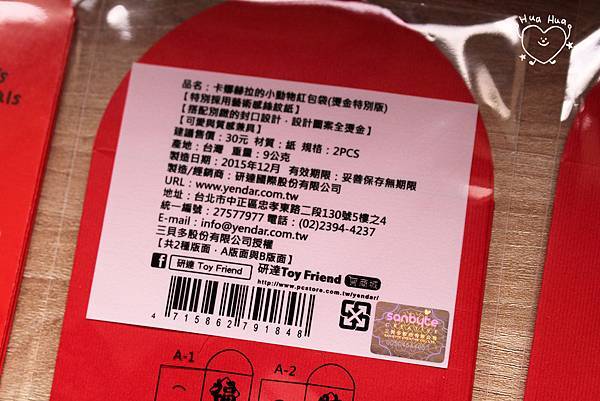 Hua Hua
品名：卡娜赫拉的小動物紅包袋(燙金特別版)
【特別採用藝術感絲紋紙】
【搭配別緻的封口設計，設計圖案全燙金】
【可愛與質感兼具】
建議售價：30元 材質：紙 規格：2PCS
產地：台灣 重量：9公克
製造日期：2015年12月 有效期限：妥善保存無期限
製造/經銷商：研達國際股份有限公司
URL：www.yendar.com.tw
地址：台北市中正區忠孝東路二段130號5樓之4
統一編號：27577977 電話：(02)2394-4237
E-mail：info@yendar.com.tw
三貝多股份有限公司授權
【共2種版面，A版面與B版面】
f 研達 Toy Friend 研達Toy Friend 商城
http://www.pcstore.com.tw/yendar/
4 715862 791848
sanbyte
CREATIVE
A-1
A-2
福